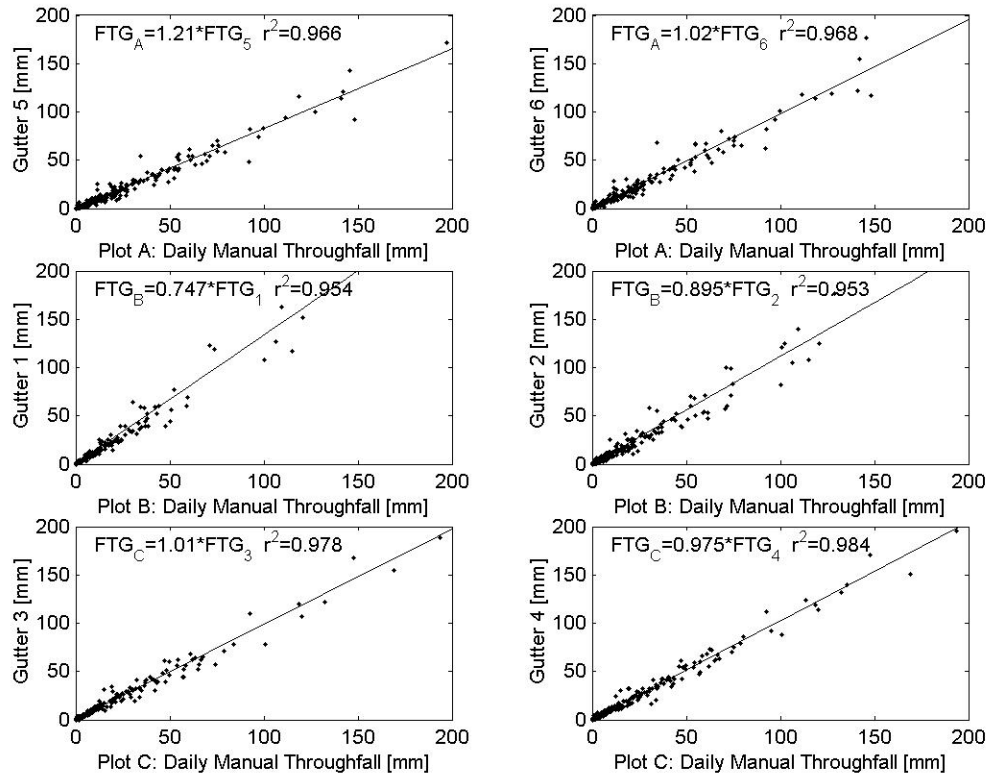 FTG_A=1.21*FTG_5 r^2=0.966
200
150
100
50
0
Gutter 5 [mm]
0 50 100 150 200
Plot A: Daily Manual Throughfall [mm]
FTG_A=1.02*FTG_6 r^2=0.968
200
150
100
50
0
Gutter 6 [mm]
0 50 100 150 200
Plot A: Daily Manual Throughfall [mm]
FTG_B=0.747*FTG_1 r^2=0.954
200
150
100
50
0
Gutter 1 [mm]
0 50 100 150 200
Plot B: Daily Manual Throughfall [mm]
FTG_B=0.895*FTG_2 r^2=0.953
200
150
100
50
0
Gutter 2 [mm]
0 50 100 150 200
Plot B: Daily Manual Throughfall [mm]
FTG_C=1.01*FTG_3 r^2=0.978
200
150
100
50
0
Gutter 3 [mm]
0 50 100 150 200
Plot C: Daily Manual Throughfall [mm]
FTG_C=0.975*FTG_4 r^2=0.984
200
150
100
50
0
Gutter 4 [mm]
0 50 100 150 200
Plot C: Daily Manual Throughfall [mm]